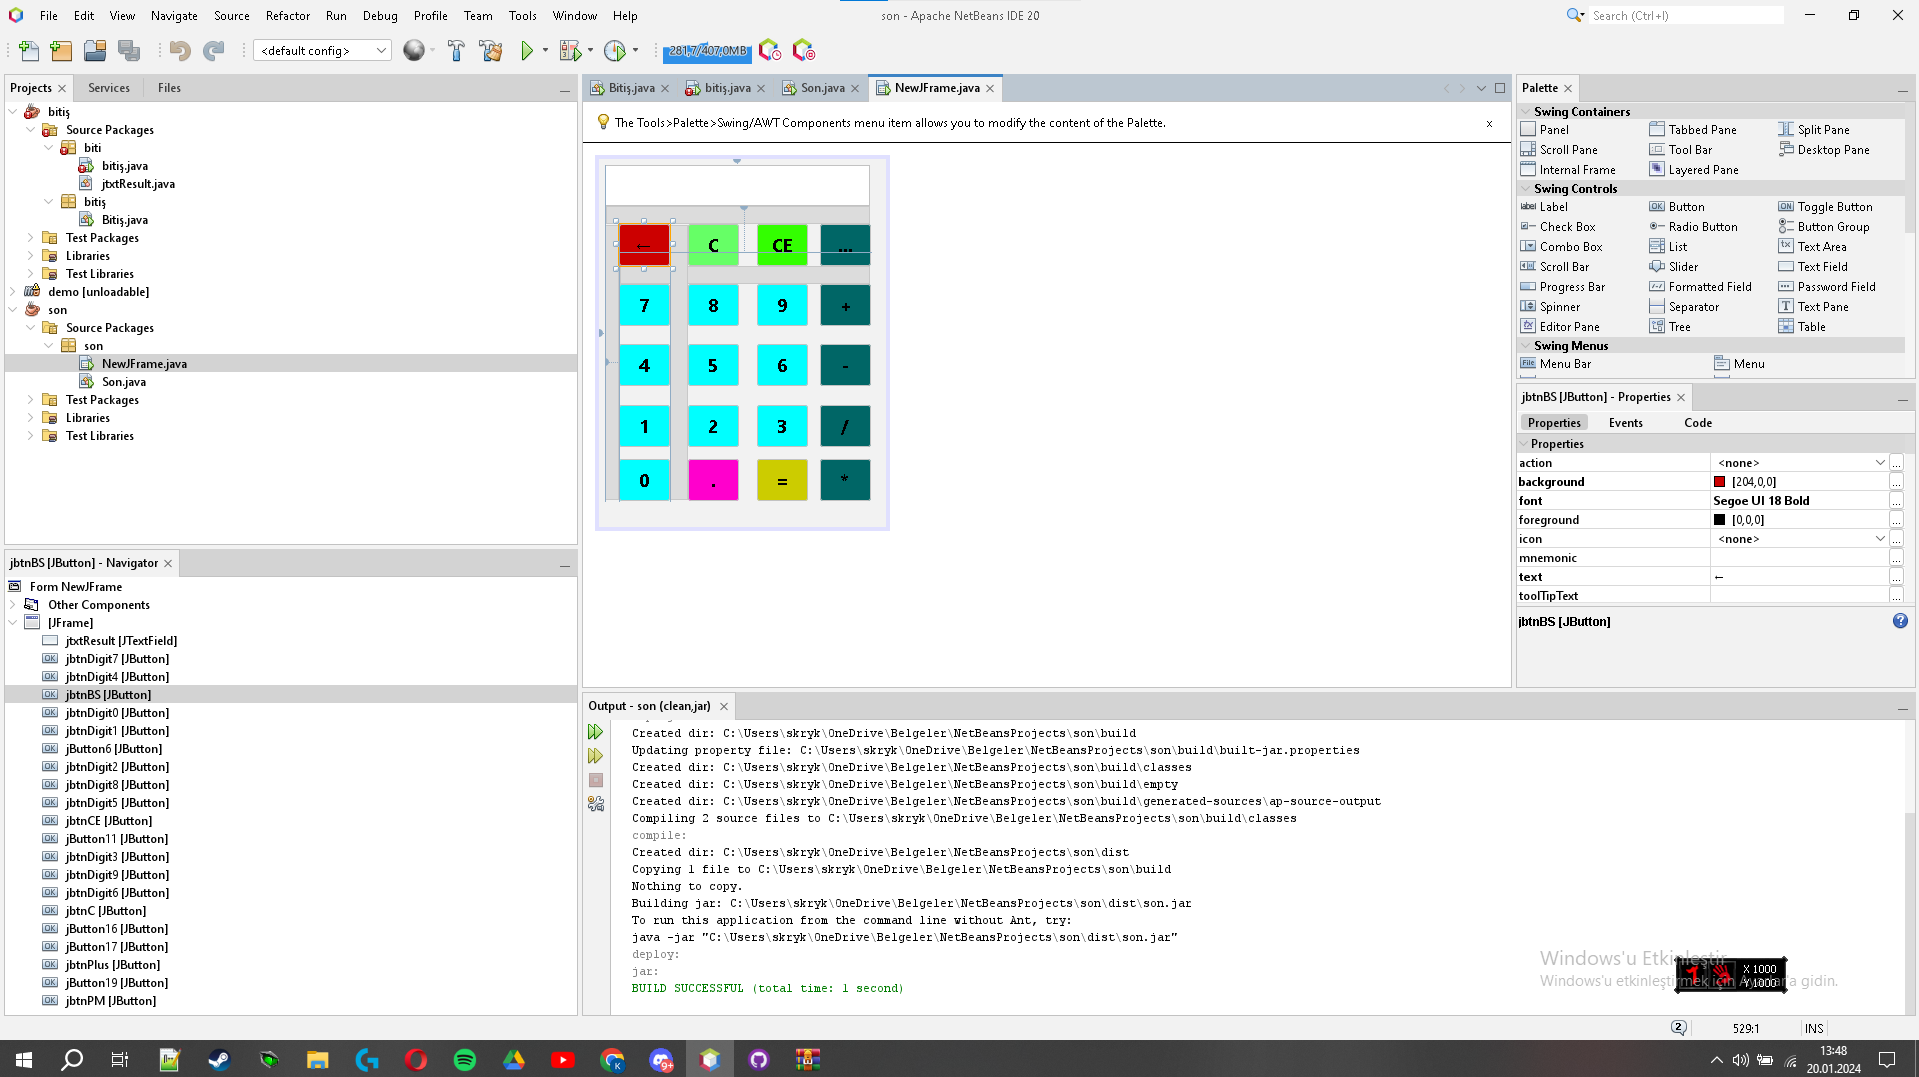 File Edit View Navigate Source Refactor Run Debug Profile Team Tools Window Help
son - Apache NetBeans IDE 20
Search (Ctrl+I)
<default config>
281,7/407,0MB
Projects Services Files
bitiş
Source Packages
biti
bitiş.java
jtxtResult.java
bitiş
Bitiş.java
Test Packages
Libraries
Test Libraries
demo [unloadable]
son
Source Packages
son
NewJFrame.java
Son.java
Test Packages
Libraries
Test Libraries
jbtnBS [JButton] - Navigator
Form NewJFrame
Other Components
[JFrame]
jtxtResult [JTextField]
jbtnDigit7 [JButton]
jbtnDigit4 [JButton]
jbtnBS [JButton]
jbtnDigit0 [JButton]
jbtnDigit1 [JButton]
jButton6 [JButton]
jbtnDigit2 [JButton]
jbtnDigit8 [JButton]
jbtnDigit5 [JButton]
jbtnCE [JButton]
jButton11 [JButton]
jbtnDigit3 [JButton]
jbtnDigit9 [JButton]
jbtnDigit6 [JButton]
jbtnC [JButton]
jButton16 [JButton]
jButton17 [JButton]
jbtnPlus [JButton]
jButton19 [JButton]
jbtnPM [JButton]
Bitiş.java bitiş.java Son.java NewJFrame.java
The Tools>Palette>Swing/AWT Components menu item allows you to modify the content of the Palette. x
← C CE ...
7 8 9 +
4 5 6 -
1 2 3 /
0 . = *
Output - son (clean,jar)
Created dir: C:\Users\skryk\OneDrive\Belgeler\NetBeansProjects\son\build
Updating property file: C:\Users\skryk\OneDrive\Belgeler\NetBeansProjects\son\build\built-jar.properties
Created dir: C:\Users\skryk\OneDrive\Belgeler\NetBeansProjects\son\build\classes
Created dir: C:\Users\skryk\OneDrive\Belgeler\NetBeansProjects\son\build\empty
Created dir: C:\Users\skryk\OneDrive\Belgeler\NetBeansProjects\son\build\generated-sources\ap-source-output
Compiling 2 source files to C:\Users\skryk\OneDrive\Belgeler\NetBeansProjects\son\build\classes
compile:
Created dir: C:\Users\skryk\OneDrive\Belgeler\NetBeansProjects\son\dist
Copying 1 file to C:\Users\skryk\OneDrive\Belgeler\NetBeansProjects\son\build
Nothing to copy.
Building jar: C:\Users\skryk\OneDrive\Belgeler\NetBeansProjects\son\dist\son.jar
To run this application from the command line without Ant, try:
java -jar "C:\Users\skryk\OneDrive\Belgeler\NetBeansProjects\son\dist\son.jar"
deploy:
jar:
BUILD SUCCESSFUL (total time: 1 second)
Palette
Swing Containers
Panel Tabbed Pane Split Pane
Scroll Pane Tool Bar Desktop Pane
Internal Frame Layered Pane
Swing Controls
label Label OK Button ON Toggle Button
Check Box Radio Button Button Group
Combo Box List Text Area
Scroll Bar Slider Text Field
Progress Bar Formatted Field Password Field
Spinner Separator Text Pane
Editor Pane Tree Table
Swing Menus
File Menu Bar Menu
jbtnBS [JButton] - Properties
Properties Events Code
Properties
action <none> ...
background [204,0,0] ...
font Segoe UI 18 Bold ...
foreground [0,0,0] ...
icon <none> ...
mnemonic ...
text ← ...
toolTipText ...
jbtnBS [JButton]
Windows'u Etkinleştir
Windows'u etkinleştirmek için Ayarlar'a gidin.
X 1000
Y 1000
2 529:1 INS
13:48
20.01.2024
K
9+